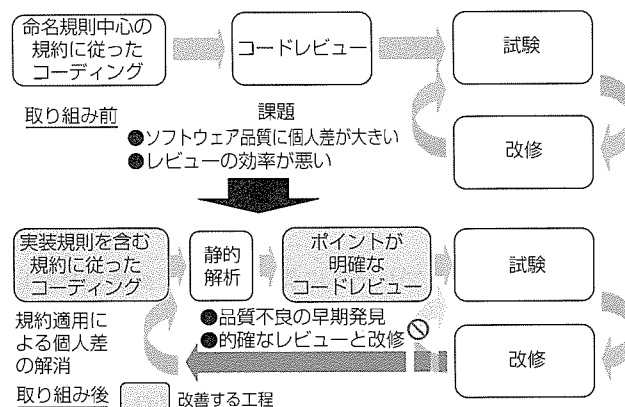 命名規則中心の
規約に従った
コーディング
コードレビュー
試験
改修
取り組み前
課題
●ソフトウェア品質に個人差が大きい
●レビューの効率が悪い
実装規則を含む
規約に従った
コーディング
静的
解析
ポイントが
明確な
コードレビュー
試験
改修
規約適用に
よる個人差
の解消
●品質不良の早期発見
●的確なレビューと改修
取り組み後
改善する工程